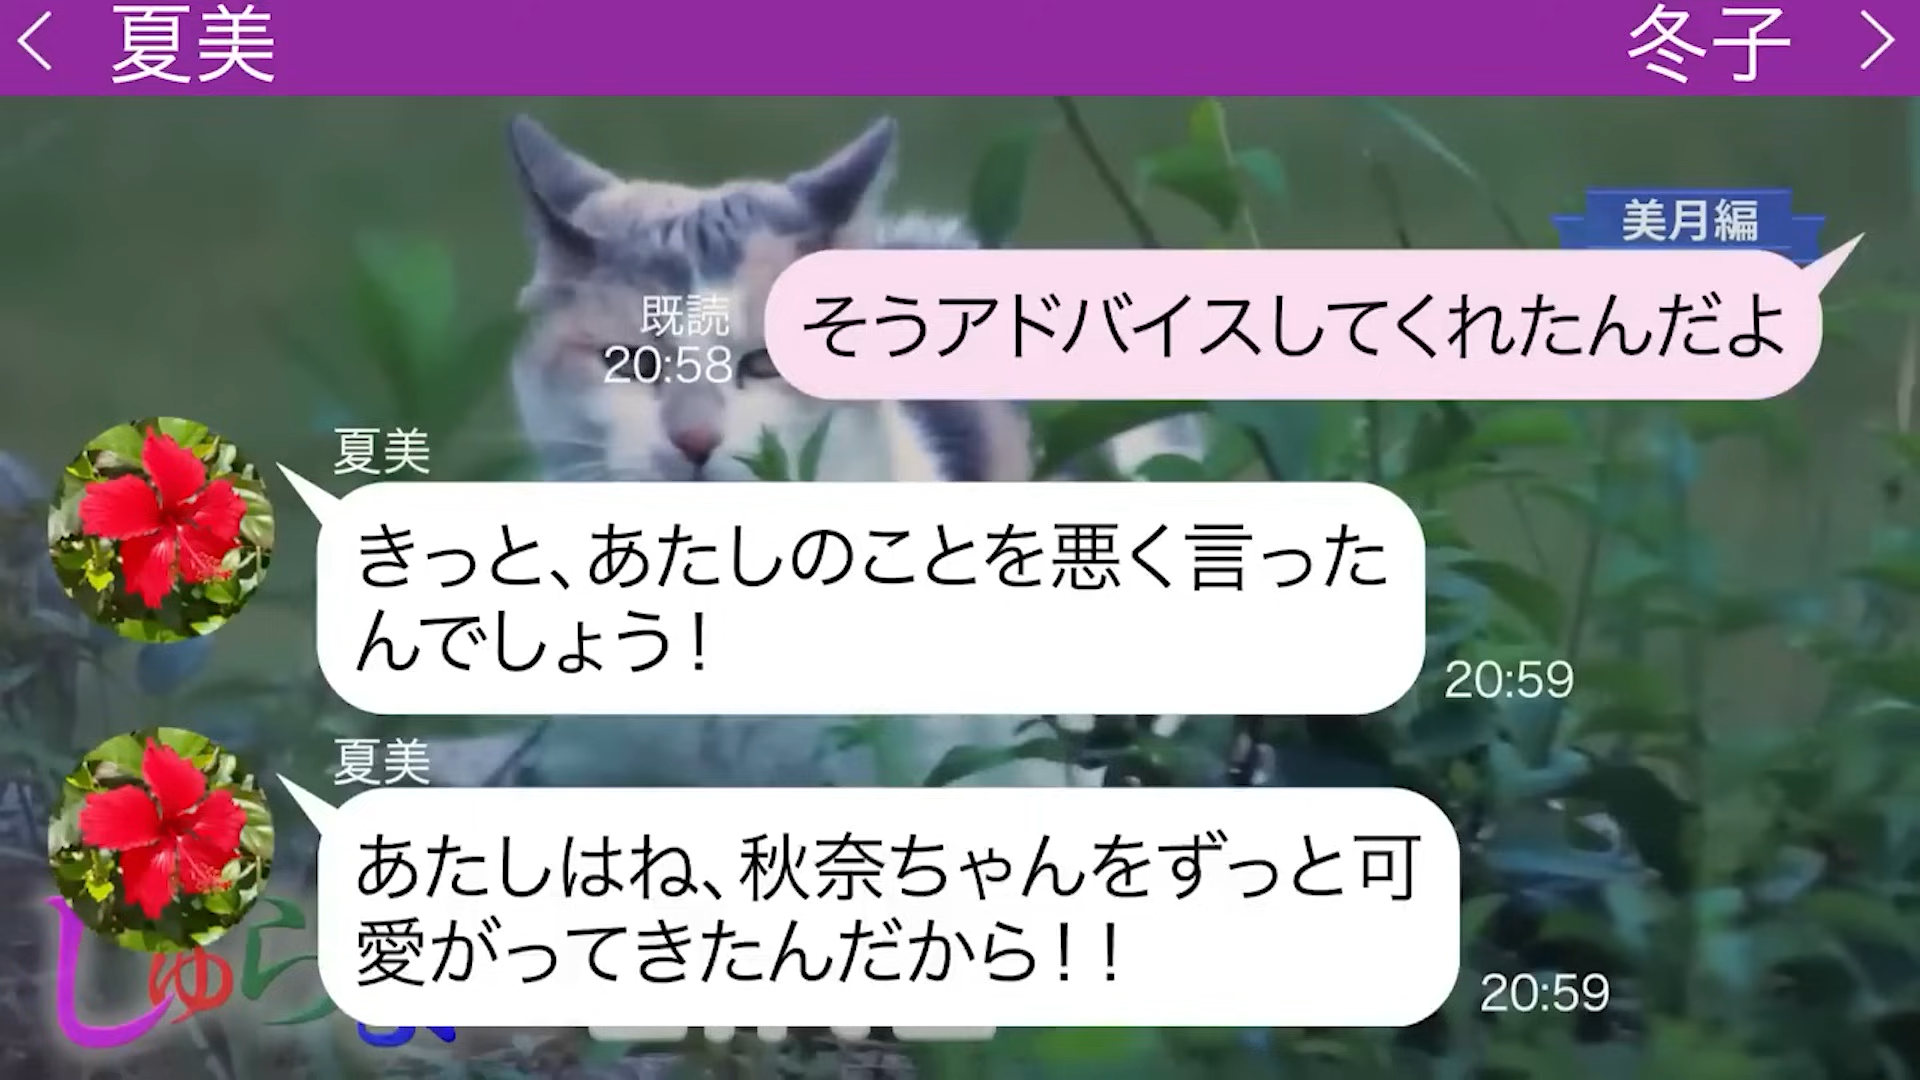 夏美
冬子
美月編
そうアドバイスしてくれたんだよ
既読
20:58
夏美
きっと、あたしのことを悪く言った
んでしょう！
20:59
夏美
あたしはね、秋奈ちゃんをずっと可
愛がってきたんだから！！
20:59
しゅら